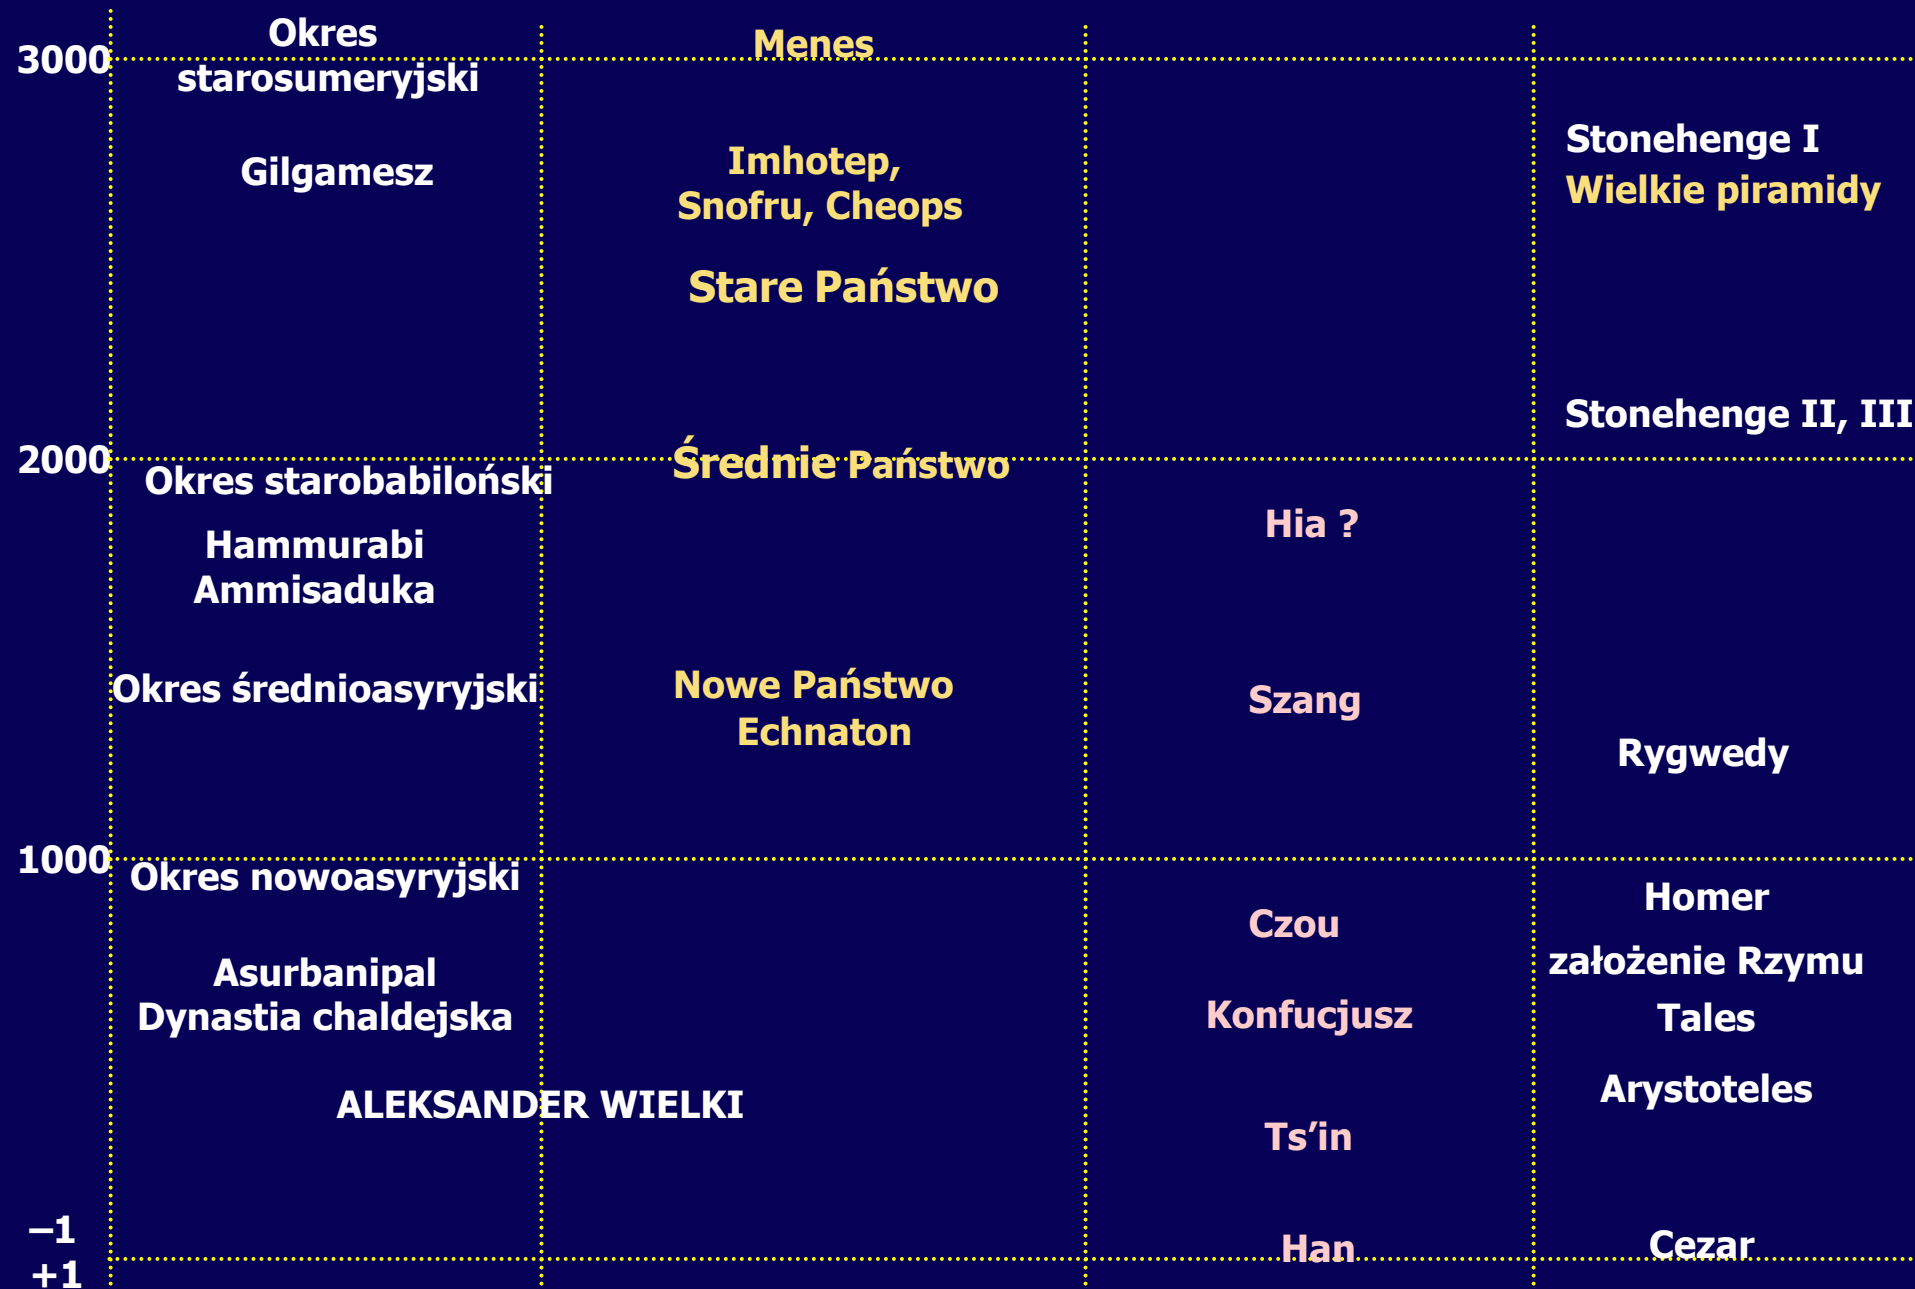 Okres
3000
starosumeryjski
Menes
Gilgamesz
Imhotep,
Snofru, Cheops
Stonehenge I
Wielkie piramidy
Stare Państwo
Stonehenge II, III
2000
Okres starobabiloński
Średnie Państwo
Hammurabi
Ammisaduka
Hia ?
Okres średnioasyryjski
Nowe Państwo
Echnaton
Szang
Rygwedy
1000
Okres nowoasyryjski
Homer
Czou
założenie Rzymu
Asurbanipal
Dynastia chaldejska
Konfucjusz
Tales
ALEKSANDER WIELKI
Arystoteles
Ts’in
–1
+1
Han
Cezar